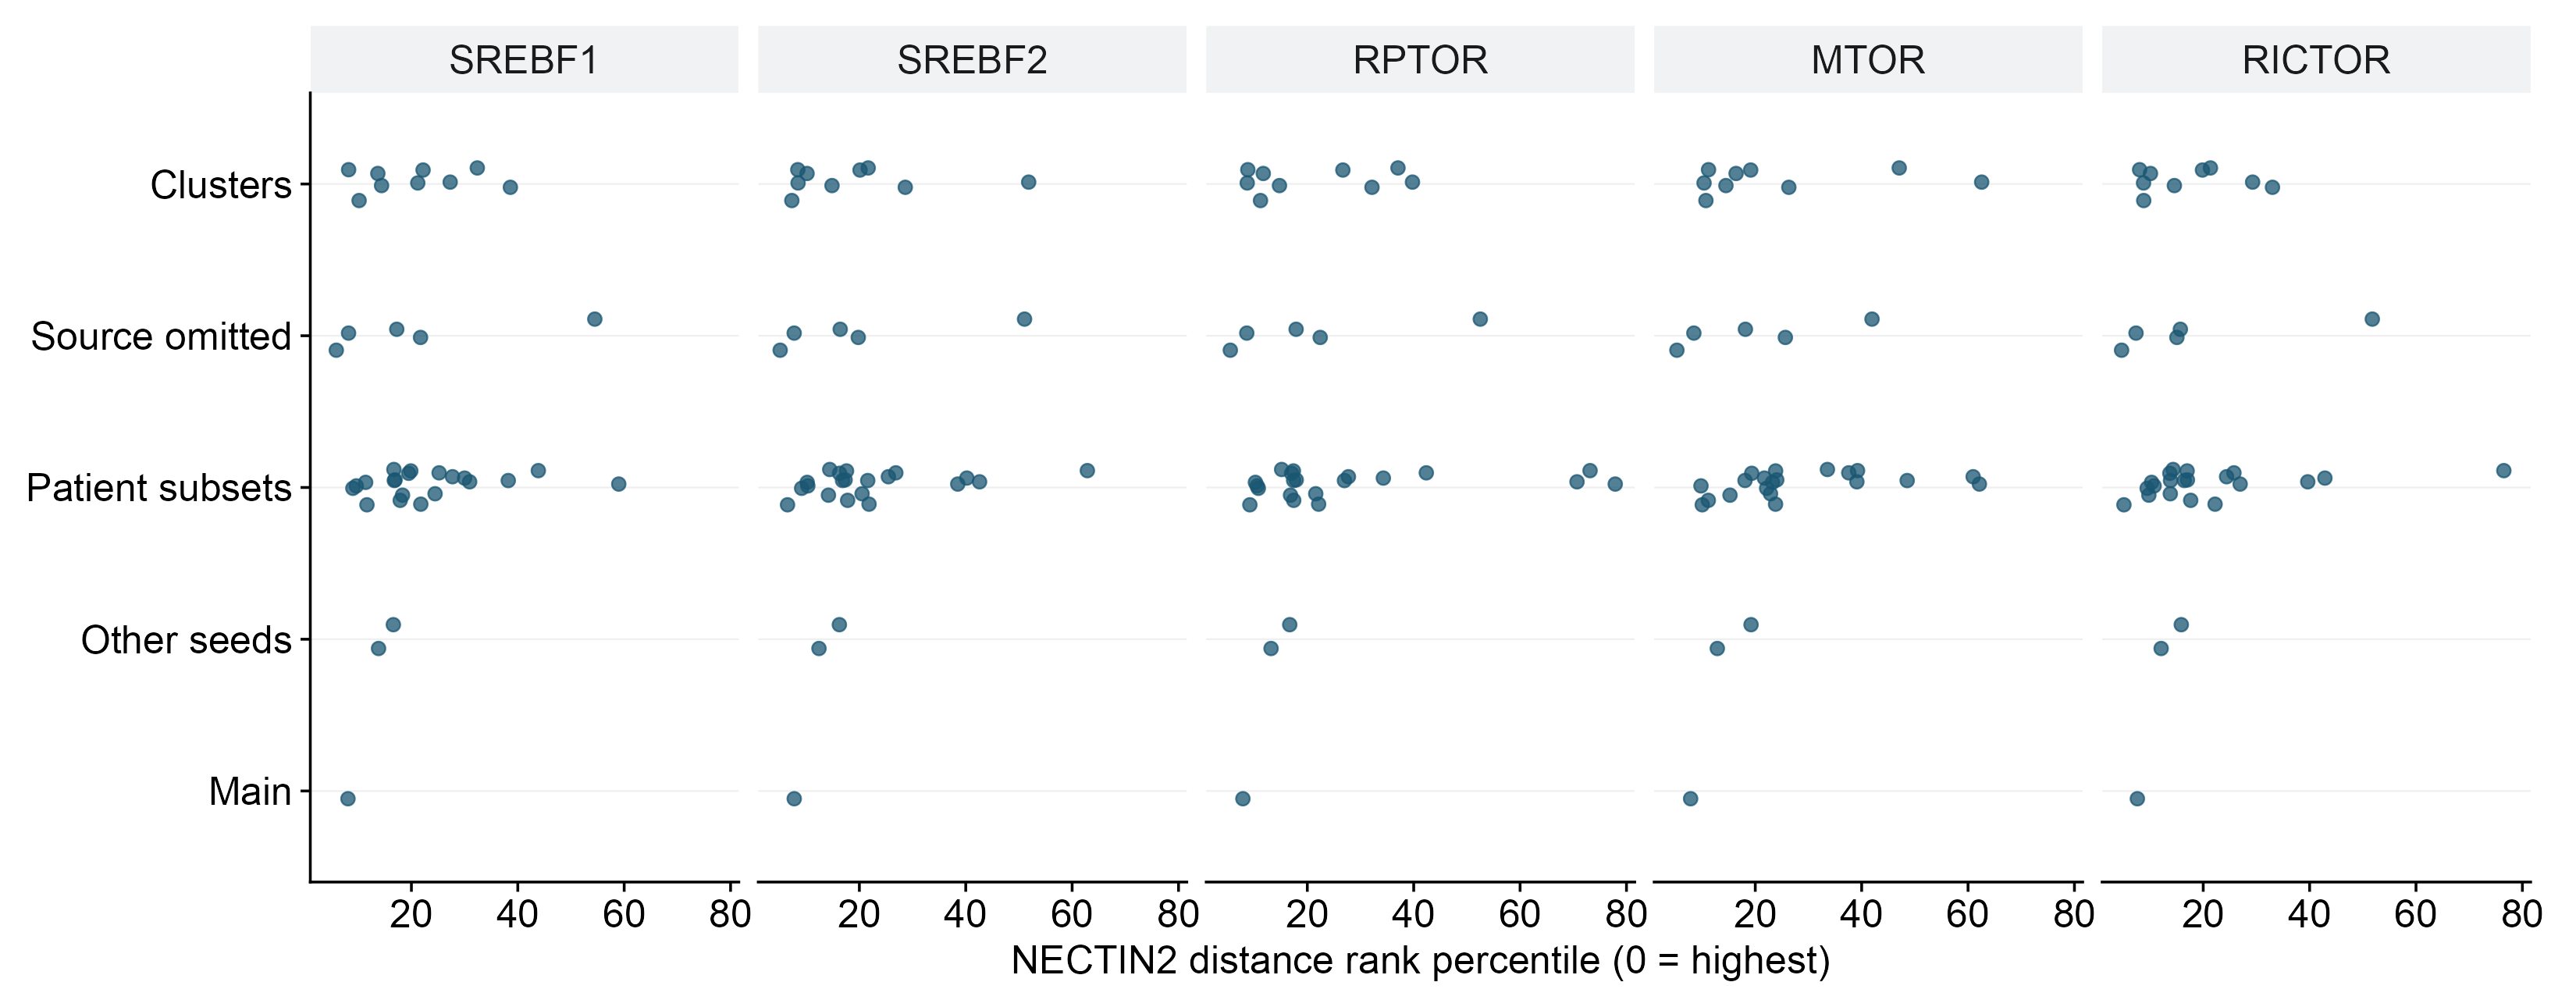 SREBF1 SREBF2 RPTOR MTOR RICTOR
Clusters
Source omitted
Patient subsets
Other seeds
Main
20 40 60 80 20 40 60 80 20 40 60 80 20 40 60 80 20 40 60 80
NECTIN2 distance rank percentile (0 = highest)